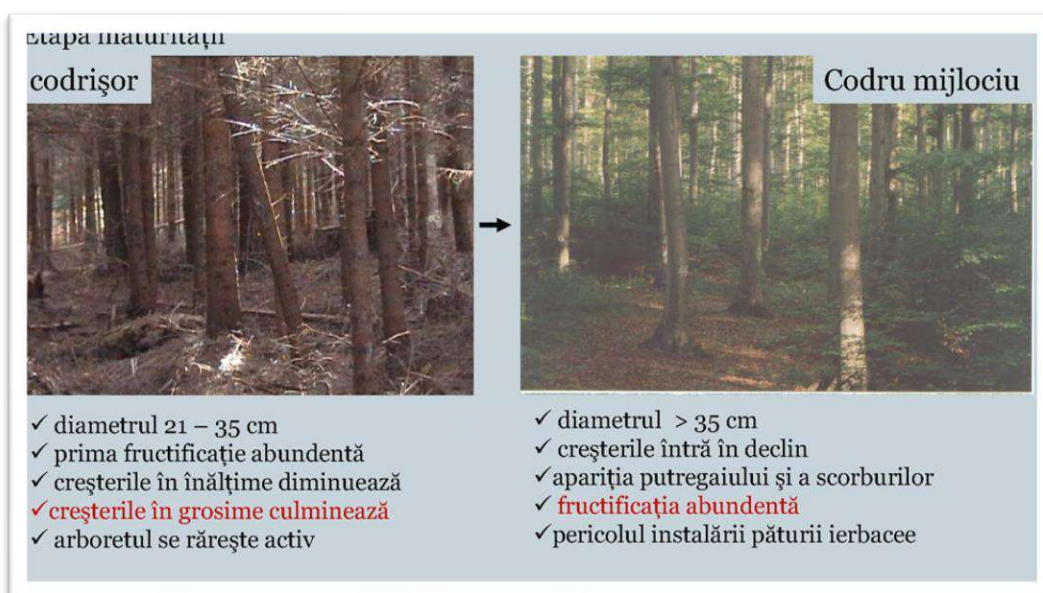 Etapa maturității
codrişor
Codru mijlociu
✓ diametrul 21 – 35 cm
✓ prima fructificaţie abundentă
✓ creşterile în înălţime diminuează
✓creşterile în grosime culminează
✓ arboretul se răreşte activ
✓ diametrul > 35 cm
✓ creşterile întră în declin
✓apariţia putregaiului şi a scorburilor
✓ fructificaţia abundentă
✓pericolul instalării păturii ierbacee